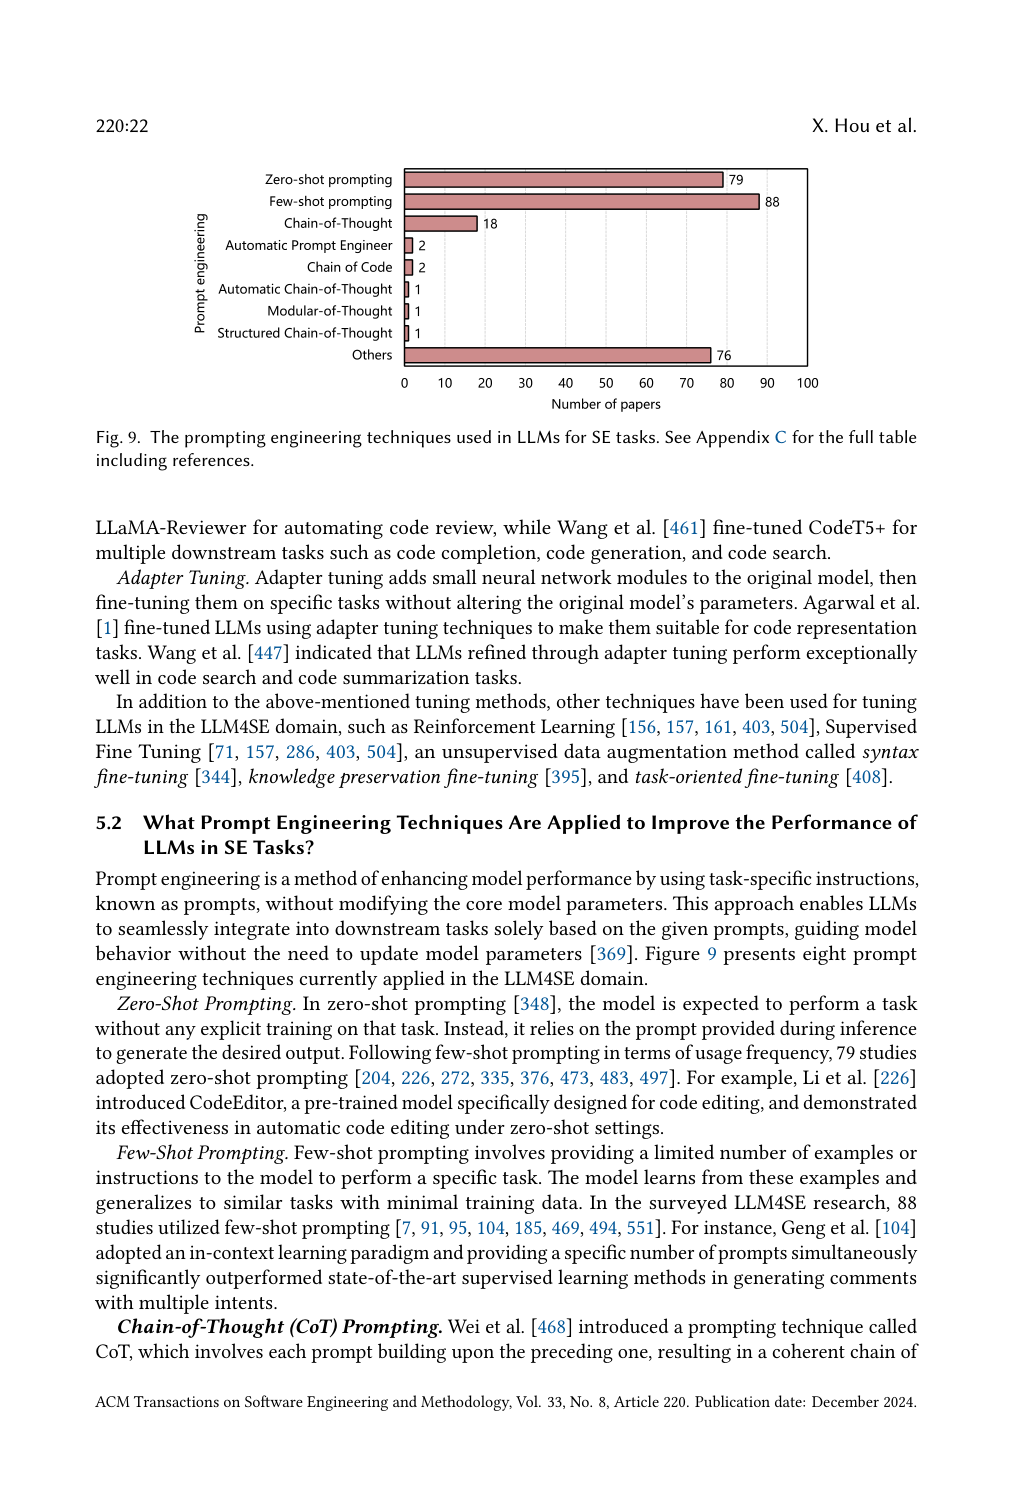 220:22 X. Hou et al.
Prompt engineering
Zero-shot prompting 79
Few-shot prompting 88
Chain-of-Thought 18
Automatic Prompt Engineer 2
Chain of Code 2
Automatic Chain-of-Thought 1
Modular-of-Thought 1
Structured Chain-of-Thought 1
Others 76
0 10 20 30 40 50 60 70 80 90 100
Number of papers
Fig. 9. The prompting engineering techniques used in LLMs for SE tasks. See Appendix C for the full table
including references.
LLaMA-Reviewer for automating code review, while Wang et al. [461] fine-tuned CodeT5+ for
multiple downstream tasks such as code completion, code generation, and code search.
Adapter Tuning. Adapter tuning adds small neural network modules to the original model, then
fine-tuning them on specific tasks without altering the original model's parameters. Agarwal et al.
[1] fine-tuned LLMs using adapter tuning techniques to make them suitable for code representation
tasks. Wang et al. [447] indicated that LLMs refined through adapter tuning perform exceptionally
well in code search and code summarization tasks.
In addition to the above-mentioned tuning methods, other techniques have been used for tuning
LLMs in the LLM4SE domain, such as Reinforcement Learning [156, 157, 161, 403, 504], Supervised
Fine Tuning [71, 157, 286, 403, 504], an unsupervised data augmentation method called syntax
fine-tuning [344], knowledge preservation fine-tuning [395], and task-oriented fine-tuning [408].
5.2 What Prompt Engineering Techniques Are Applied to Improve the Performance of
LLMs in SE Tasks?
Prompt engineering is a method of enhancing model performance by using task-specific instructions,
known as prompts, without modifying the core model parameters. This approach enables LLMs
to seamlessly integrate into downstream tasks solely based on the given prompts, guiding model
behavior without the need to update model parameters [369]. Figure 9 presents eight prompt
engineering techniques currently applied in the LLM4SE domain.
Zero-Shot Prompting. In zero-shot prompting [348], the model is expected to perform a task
without any explicit training on that task. Instead, it relies on the prompt provided during inference
to generate the desired output. Following few-shot prompting in terms of usage frequency, 79 studies
adopted zero-shot prompting [204, 226, 272, 335, 376, 473, 483, 497]. For example, Li et al. [226]
introduced CodeEditor, a pre-trained model specifically designed for code editing, and demonstrated
its effectiveness in automatic code editing under zero-shot settings.
Few-Shot Prompting. Few-shot prompting involves providing a limited number of examples or
instructions to the model to perform a specific task. The model learns from these examples and
generalizes to similar tasks with minimal training data. In the surveyed LLM4SE research, 88
studies utilized few-shot prompting [7, 91, 95, 104, 185, 469, 494, 551]. For instance, Geng et al. [104]
adopted an in-context learning paradigm and providing a specific number of prompts simultaneously
significantly outperformed state-of-the-art supervised learning methods in generating comments
with multiple intents.
Chain-of-Thought (CoT) Prompting. Wei et al. [468] introduced a prompting technique called
CoT, which involves each prompt building upon the preceding one, resulting in a coherent chain of
ACM Transactions on Software Engineering and Methodology, Vol. 33, No. 8, Article 220. Publication date: December 2024.